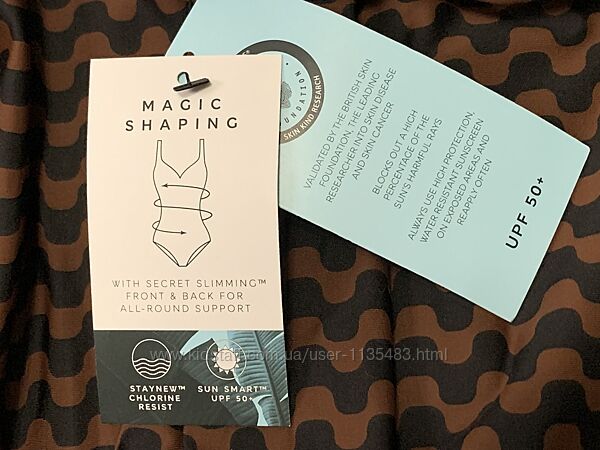 MAGIC
SHAPING
WITH SECRET SLIMMING™
FRONT & BACK FOR
ALL-ROUND SUPPORT
STAYNEW™
CHLORINE
RESIST
SUN SMART™
UPF 50+
FOUNDATION
SKIN KIND RESEARCH
VALIDATED BY THE BRITISH SKIN
FOUNDATION, THE LEADING
RESEARCHER INTO SKIN DISEASE
AND SKIN CANCER
BLOCKS OUT A HIGH
PERCENTAGE OF THE
SUN'S HARMFUL RAYS
ALWAYS USE HIGH PROTECTION,
WATER RESISTANT SUNSCREEN
ON EXPOSED AREAS AND
REAPPLY OFTEN
UPF 50+
www.kidstaff.com.ua/user-1135483.html